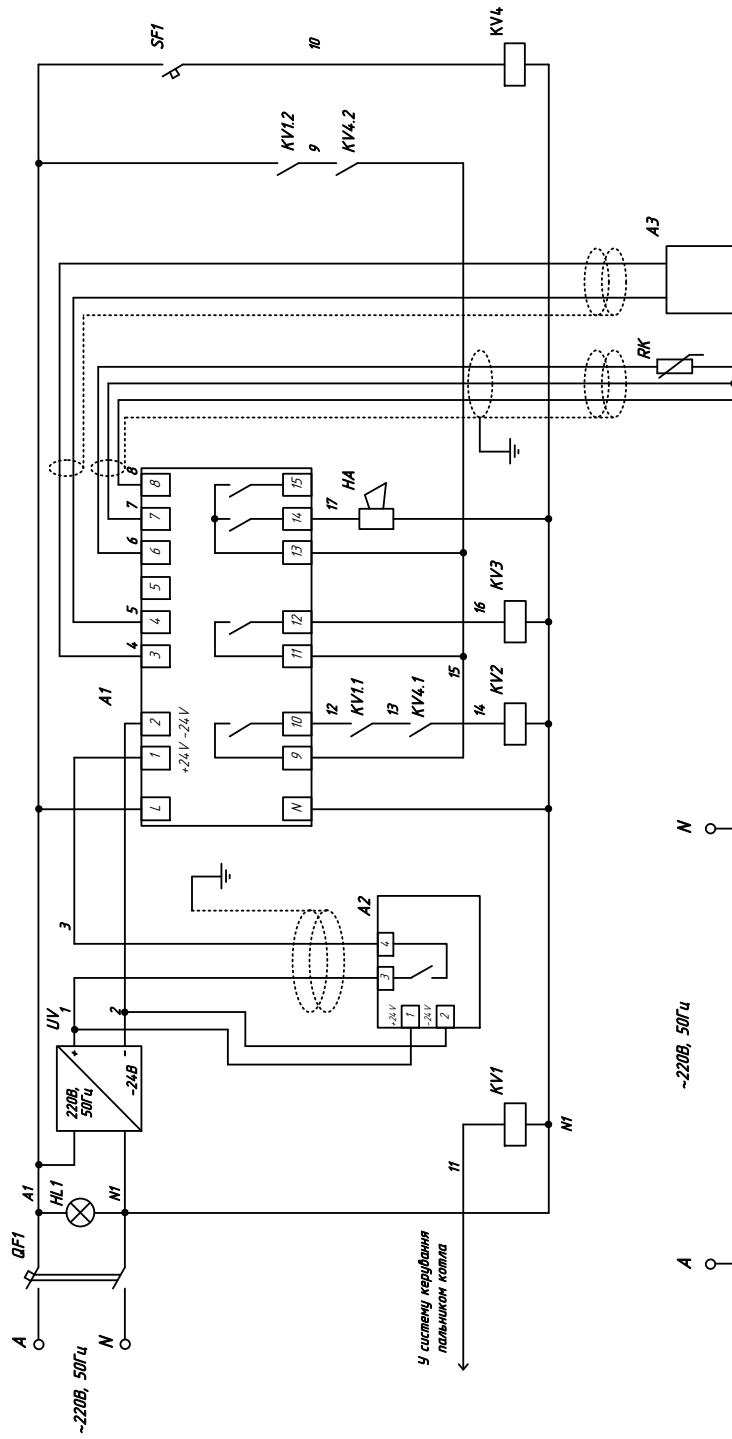 A
N
~220В, 50Гц
QF1
A1
HL1
N1
220В,
50Гц
+
-
-24В
UV
1
2
3
A1
L
1
2
+24V -24V
3
4
5
6
7
8
4
5
6
7
8
N
9
10
11
12
13
14
15
A2
3
4
+24V
1
-24V
2
12
KV1.1
13
KV4.1
14
KV2
15
16
KV3
17
HA
KV1.2
9
KV4.2
SF1
10
KV4
A3
RK
У систему керування
пальником котла
11
KV1
N1
A
N
~220В, 50Гц